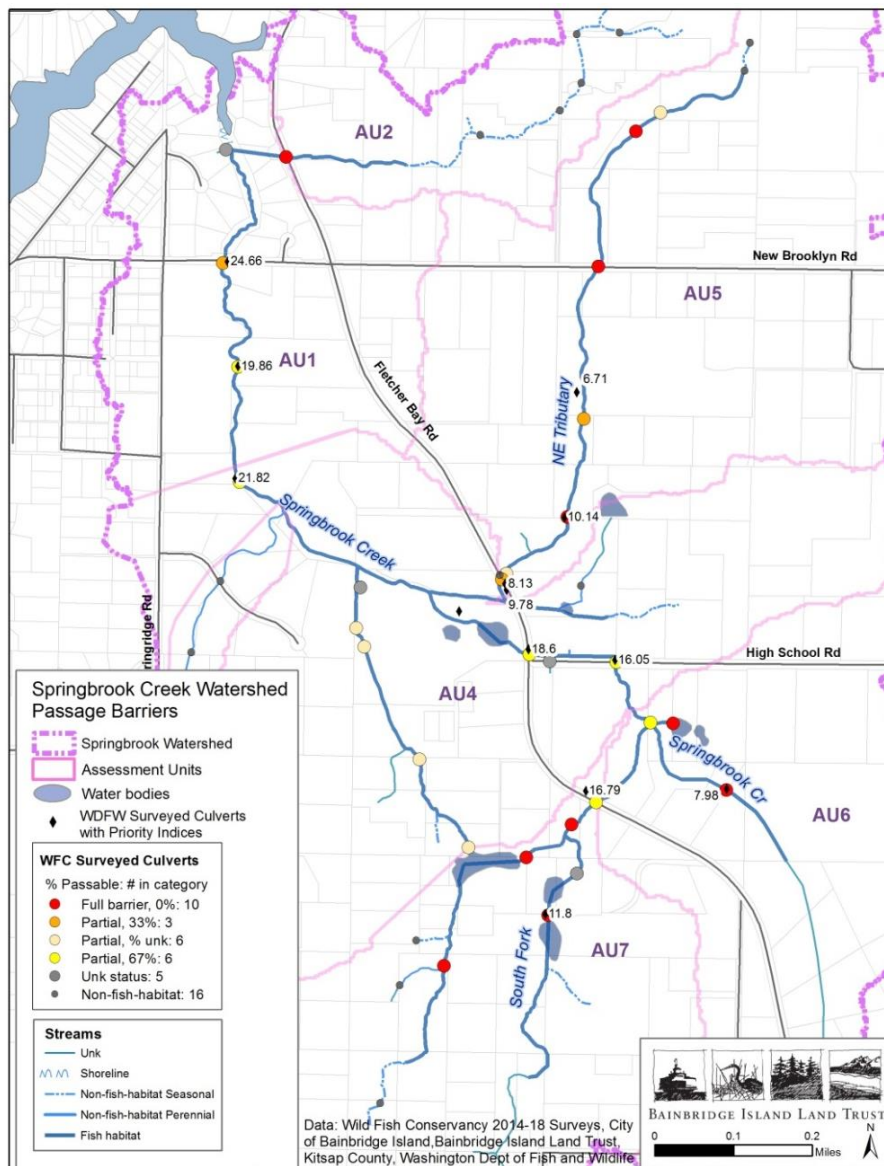 AU2
New Brooklyn Rd
24.66
AU5
19.86
AU1
6.71
Fletcher Bay Rd
NE Tributary
21.82
10.14
Springbrook Creek
8.13
9.78
ringridge Rd
18.6
16.05
High School Rd
AU4
Springbrook Cr
16.79
7.98
AU6
11.8
AU7
South Fork
Springbrook Creek Watershed
Passage Barriers
Springbrook Watershed
Assessment Units
Water bodies
WDFW Surveyed Culverts
with Priority Indices
WFC Surveyed Culverts
% Passable: # in category
Full barrier, 0%: 10
Partial, 33%: 3
Partial, % unk: 6
Partial, 67%: 6
Unk status: 5
Non-fish-habitat: 16
Streams
Unk
Shoreline
Non-fish-habitat Seasonal
Non-fish-habitat Perennial
Fish habitat
Data: Wild Fish Conservancy 2014-18 Surveys, City
of Bainbridge Island,Bainbridge Island Land Trust,
Kitsap County, Washington Dept of Fish and Wildlife
BAINBRIDGE ISLAND LAND TRUST
0 0.1 0.2
Miles
N